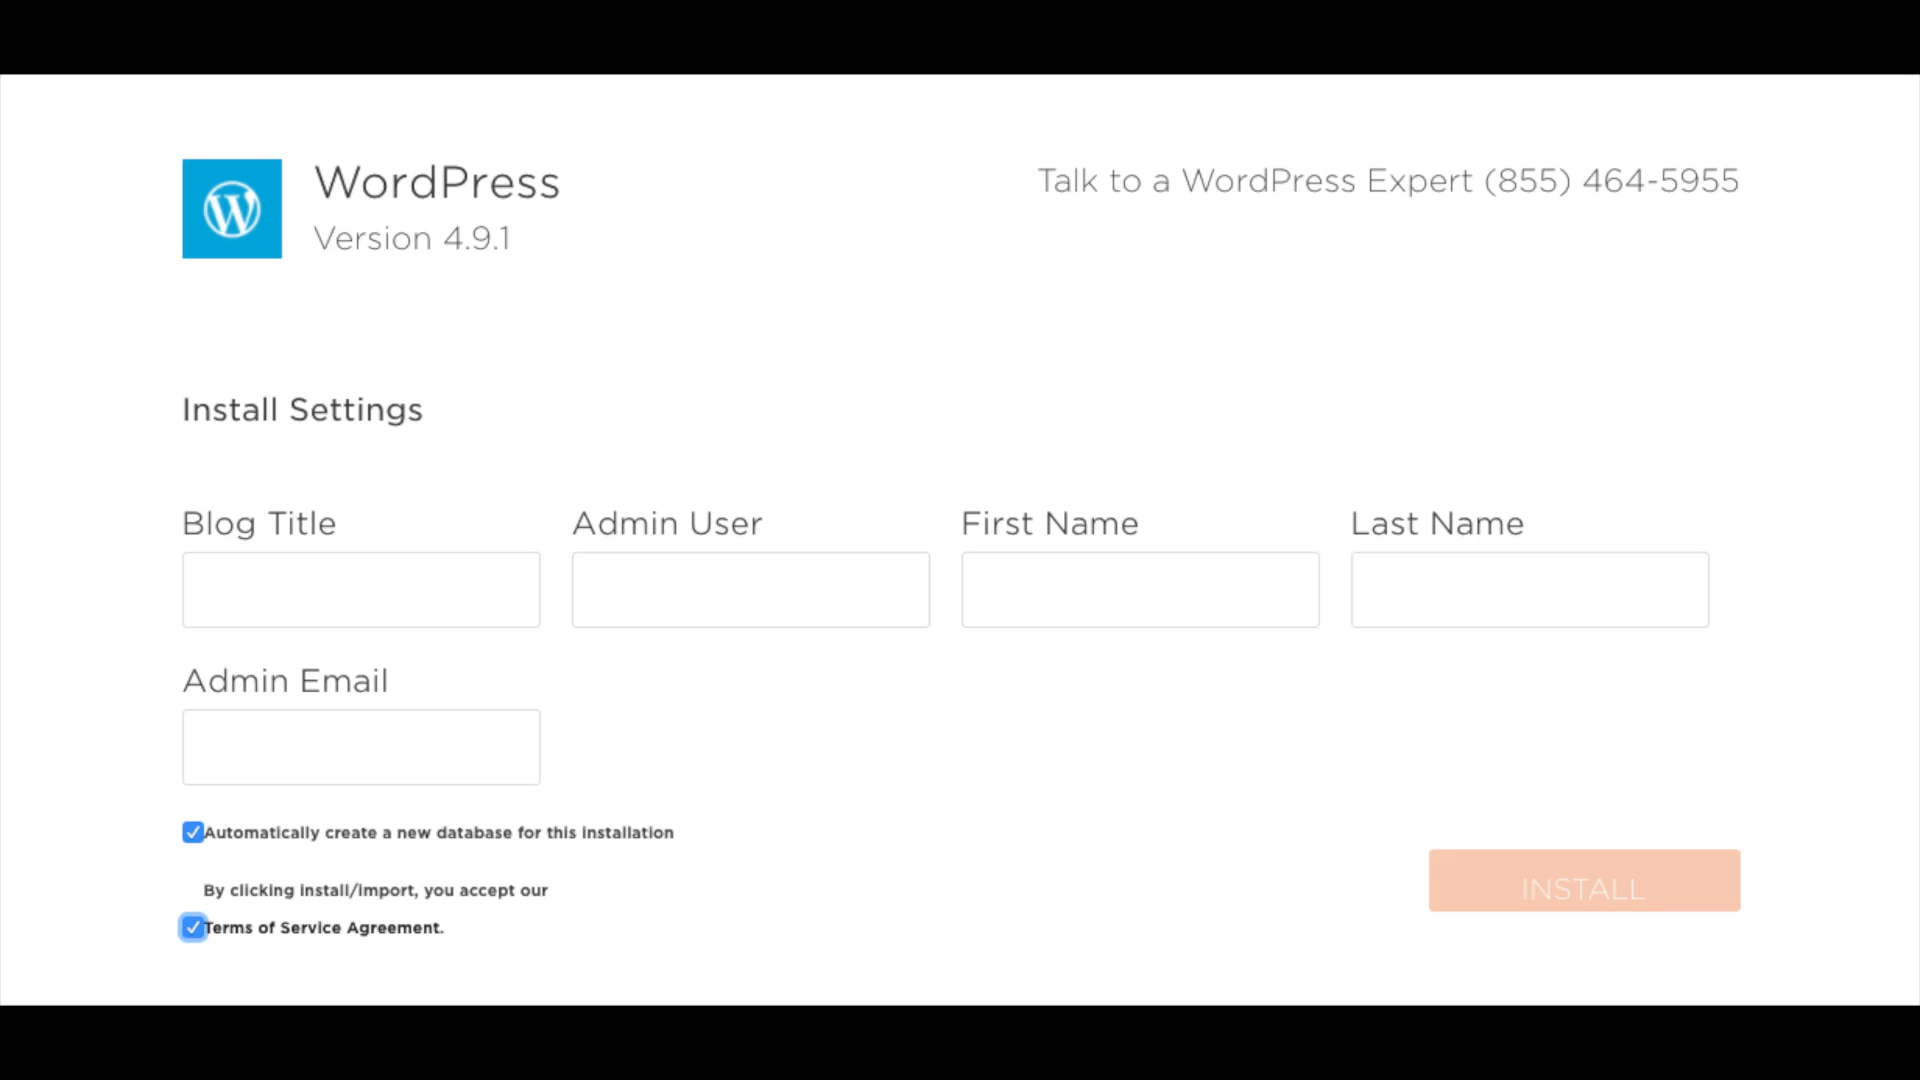 WordPress
Version 4.9.1
Talk to a WordPress Expert (855) 464-5955
Install Settings
Blog Title
Admin User
First Name
Last Name
Admin Email
Automatically create a new database for this installation
By clicking install/import, you accept our
Terms of Service Agreement.
INSTALL